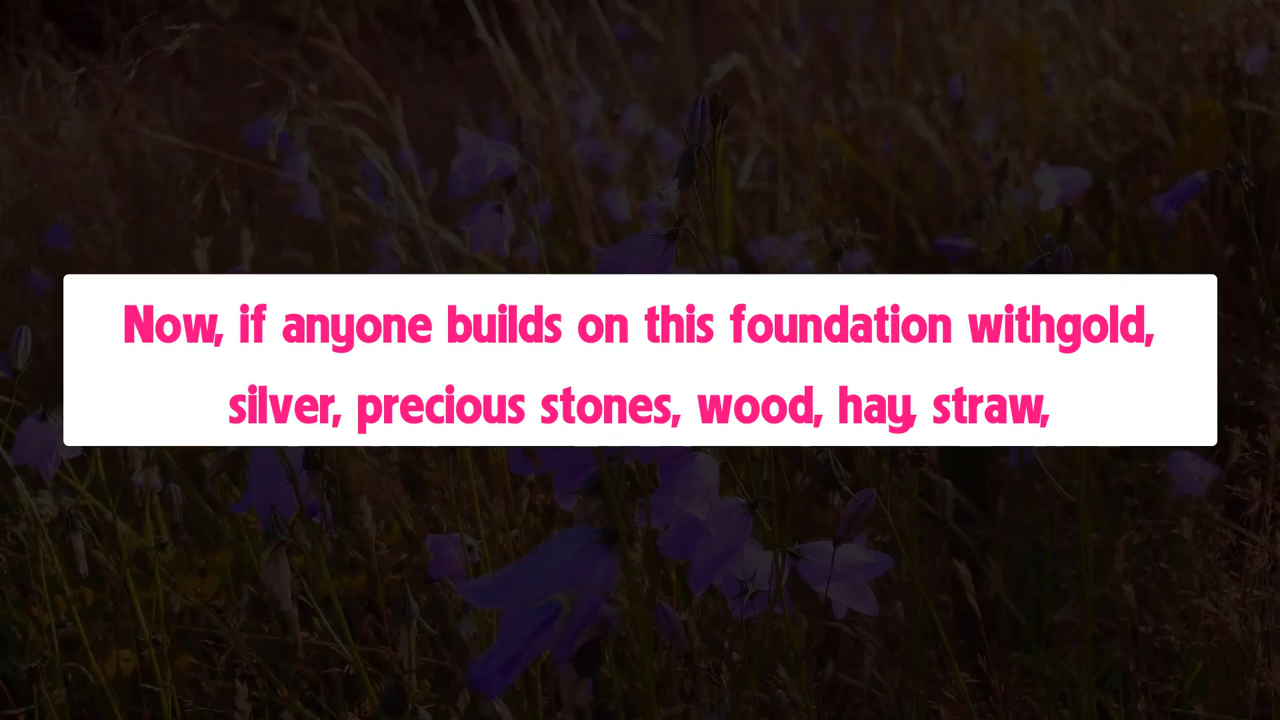 Now, if anyone builds on this foundation withgold,
silver, precious stones, wood, hay, straw,